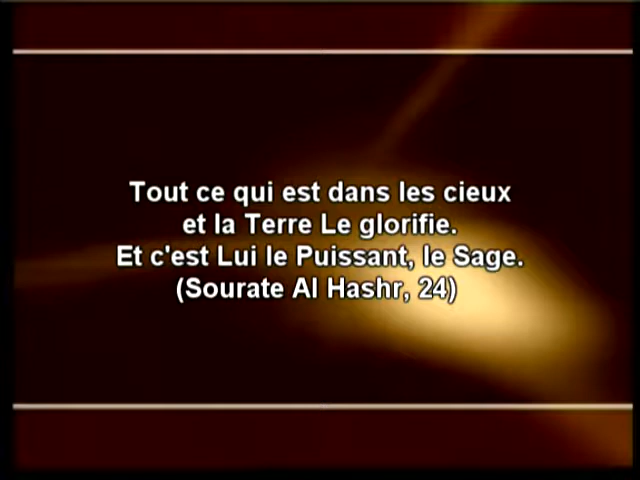 Tout ce qui est dans les cieux
et la Terre Le glorifie.
Et c'est Lui le Puissant, le Sage.
(Sourate Al Hashr, 24)